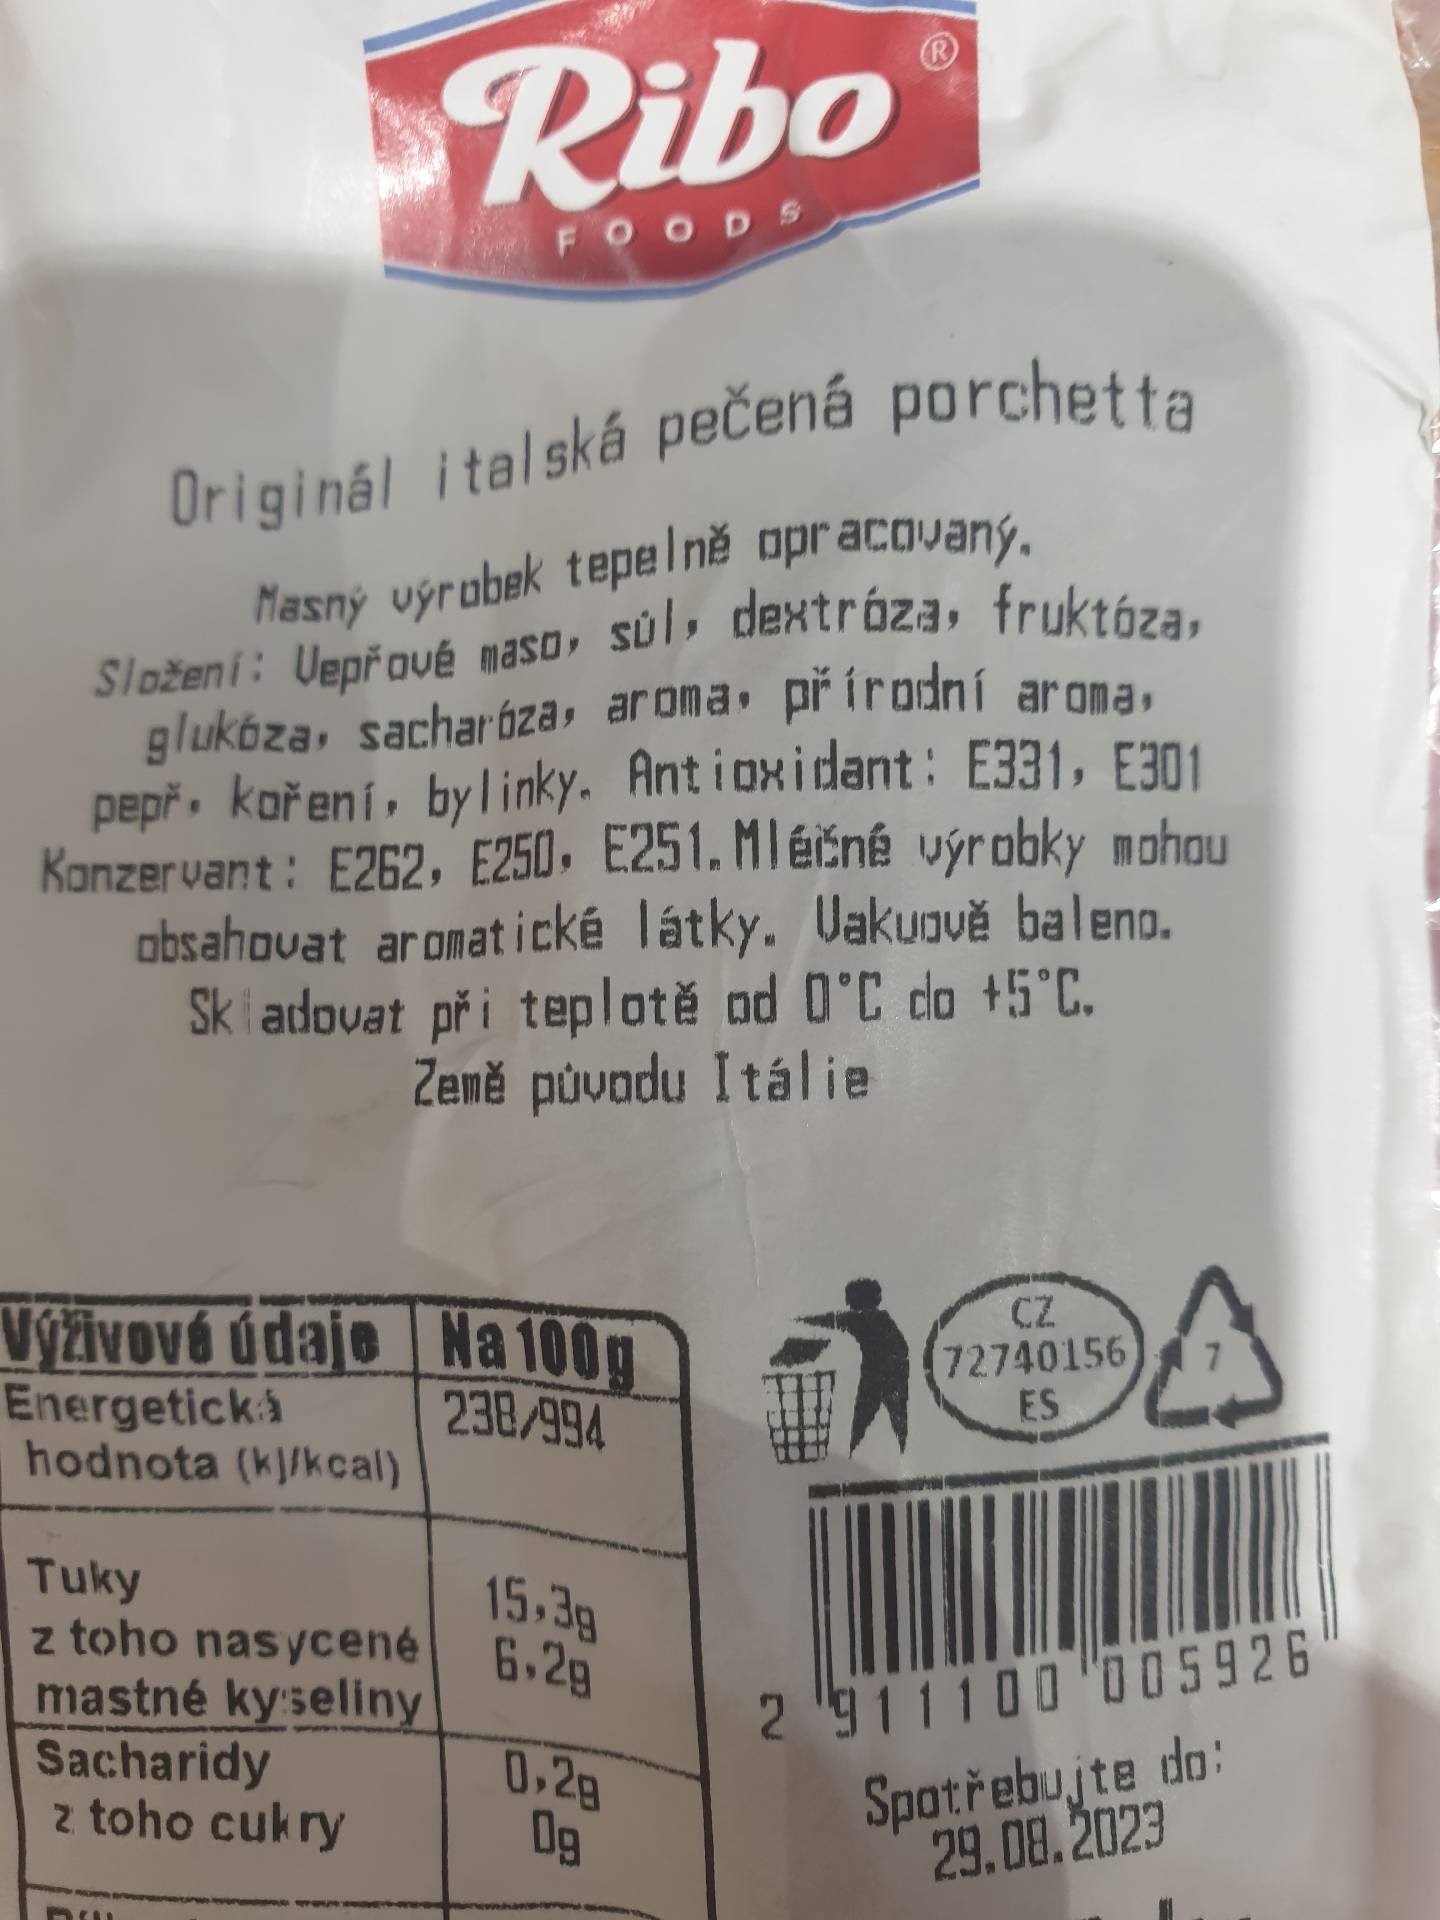 Ribo ®
FOODS
Originál italská pečená porchetta
Masný výrobek tepelně opracovaný.
Složení: Vepřové maso, sůl, dextróza, fruktóza,
glukóza, sacharóza, aroma, přírodní aroma,
pepř, koření, bylinky. Antioxidant: E331, E301
Konzervant: E262, E250, E251. Mléčné výrobky mohou
obsahovat aromatické látky. Vakuově baleno.
Skladovat při teplotě od 0°C do +5°C.
Země původu Itálie
Výživové údaje Na 100g
Energetická 238/994
hodnota (kJ/kcal)
Tuky 15,3g
z toho nasycené 6,2g
mastné kyseliny
Sacharidy 0,2g
z toho cukry 0g
CZ
72740156
ES
7
2 911100 005926
Spotřebujte do:
29.08.2023